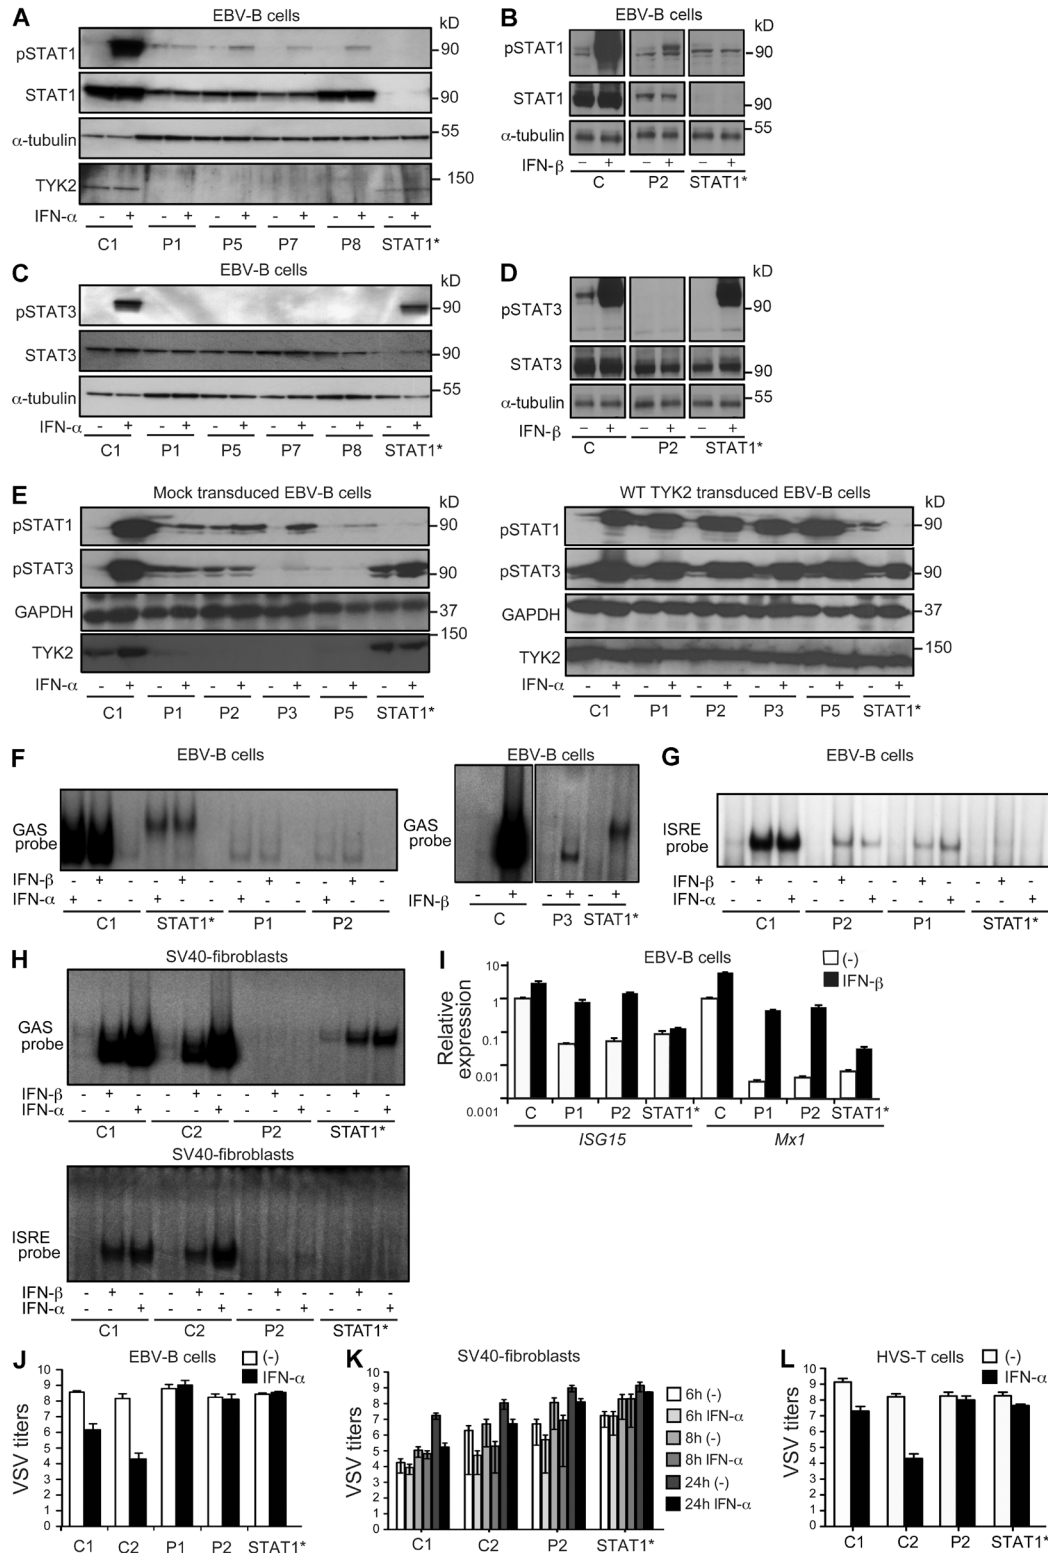 A
EBV-B cells
kD
pSTAT1
90
STAT1
90
α-tubulin
55
TYK2
150
IFN-α - + - + - + - + - + - +
C1 P1 P5 P7 P8 STAT1*
B
EBV-B cells
kD
pSTAT1
90
STAT1
90
α-tubulin
55
IFN-β – + – + – +
C P2 STAT1*
C
EBV-B cells
kD
pSTAT3
90
STAT3
90
α-tubulin
55
IFN-α - + - + - + - + - + - +
C1 P1 P5 P7 P8 STAT1*
D
kD
pSTAT3
90
STAT3
90
α-tubulin
55
IFN-β – + – + – +
C P2 STAT1*
E
Mock transduced EBV-B cells
kD
pSTAT1
90
pSTAT3
90
GAPDH
37
150
TYK2
IFN-α - + - + - + - + - + - +
C1 P1 P2 P3 P5 STAT1*
WT TYK2 transduced EBV-B cells
kD
pSTAT1
90
pSTAT3
90
GAPDH
37
TYK2
150
IFN-α - + - + - + - + - + - +
C1 P1 P2 P3 P5 STAT1*
F
EBV-B cells
GAS
probe
IFN-β - + - - + - - + - - + -
IFN-α + - - + - - + - - + - -
C1 STAT1* P1 P2
EBV-B cells
GAS
probe
IFN-β - + - + - +
C P3 STAT1*
G
EBV-B cells
ISRE
probe
IFN-β - + - - + - - + - - + -
IFN-α - - + - - + - - + - - +
C1 P2 P1 STAT1*
H
SV40-fibroblasts
GAS
probe
IFN-β - + - - + - - + - - + -
IFN-α - - + - - + - - + - - +
C1 C2 P2 STAT1*
SV40-fibroblasts
ISRE
probe
IFN-β - + - - + - - + - - + -
IFN-α - - + - - + - - + - - +
C1 C2 P2 STAT1*
I
EBV-B cells
(-)
IFN-β
Relative
expression
10
1
0.1
0.01
0.001
C P1 P2 STAT1* C P1 P2 STAT1*
ISG15 Mx1
J
EBV-B cells
(-)
IFN-α
VSV titers
10
9
8
7
6
5
4
3
2
1
0
C1 C2 P1 P2 STAT1*
K
SV40-fibroblasts
VSV titers
10
9
8
7
6
5
4
3
2
1
0
C1 C2 P2 STAT1*
6h (-)
6h IFN-α
8h (-)
8h IFN-α
24h (-)
24h IFN-α
L
HVS-T cells
(-)
IFN-α
VSV titers
10
9
8
7
6
5
4
3
2
1
0
C1 C2 P2 STAT1*